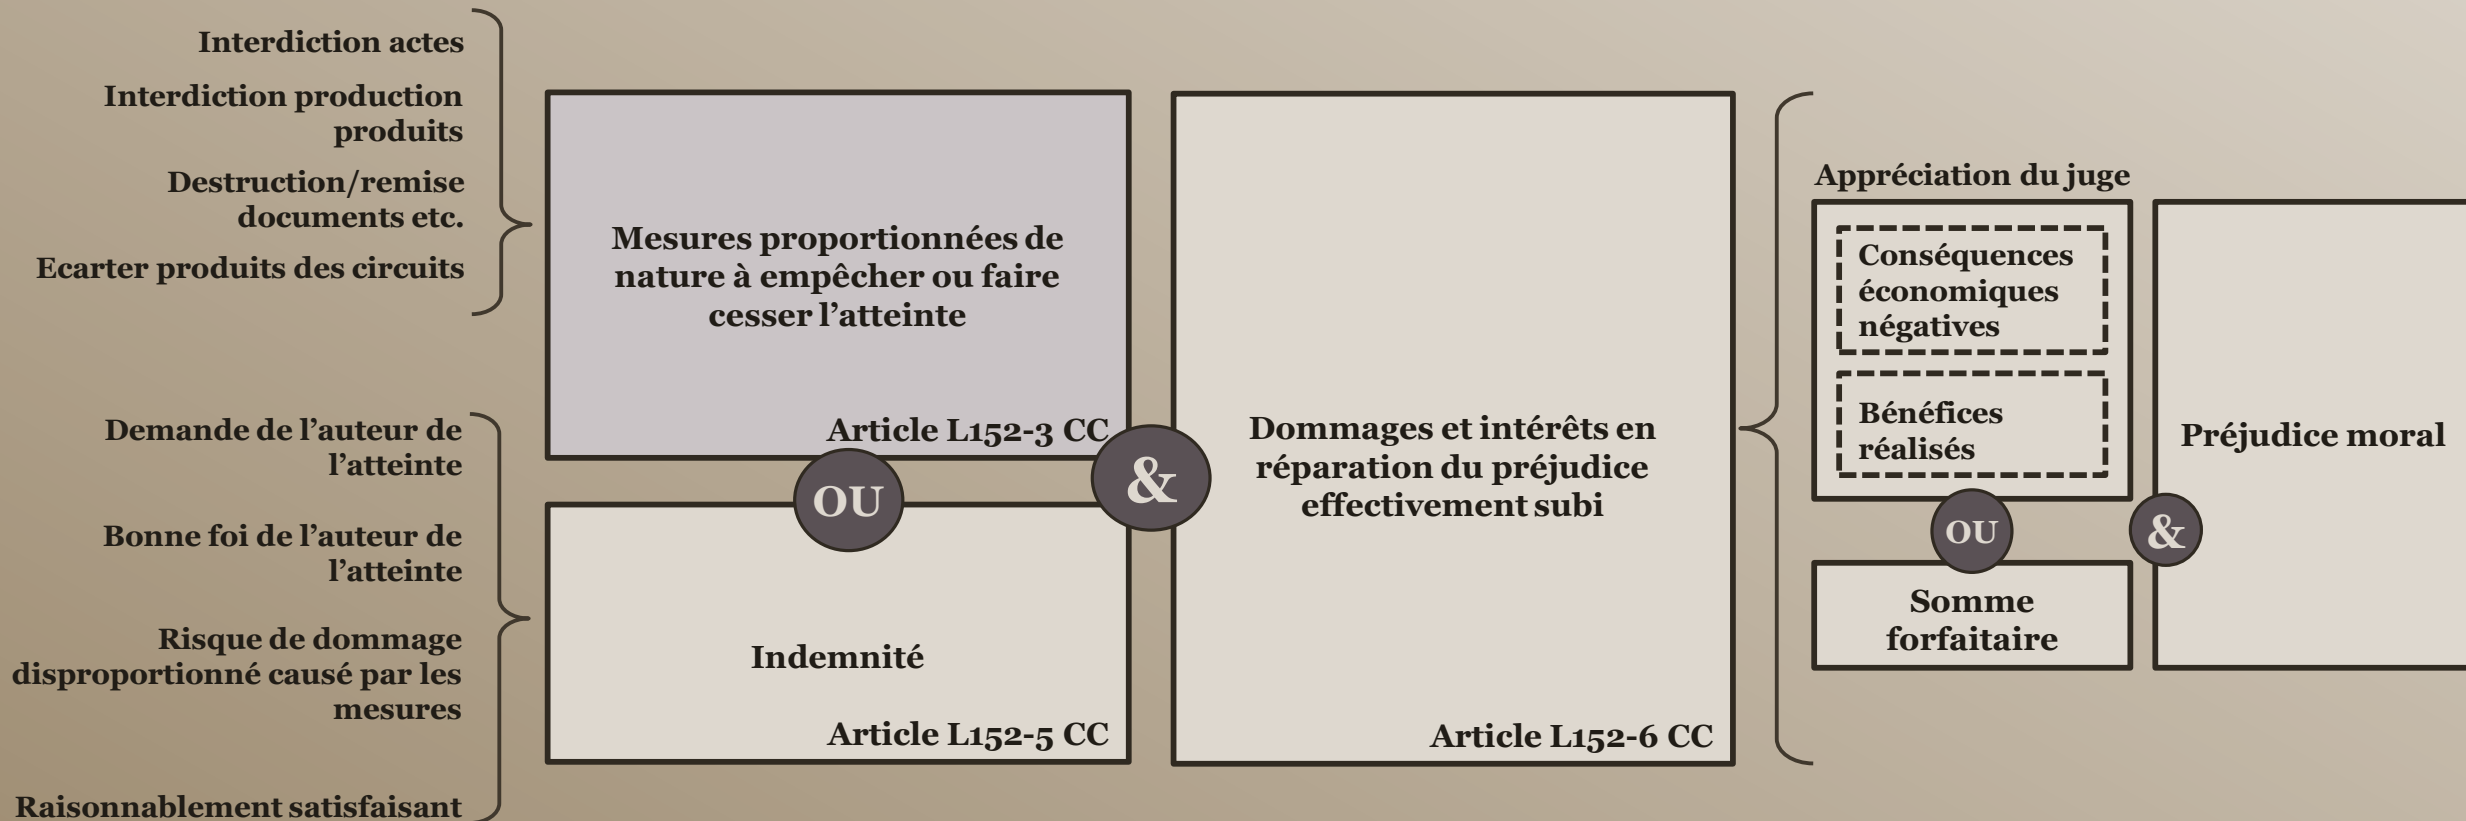 Interdiction actes
Interdiction production
produits
Destruction/remise
documents etc.
Ecarter produits des circuits
Mesures proportionnées de
nature à empêcher ou faire
cesser l’atteinte
Article L152-3 CC
OU
Demande de l’auteur de
l’atteinte
Bonne foi de l’auteur de
l’atteinte
Risque de dommage
disproportionné causé par les
mesures
Raisonnablement satisfaisant
Indemnité
Article L152-5 CC
&
Dommages et intérêts en
réparation du préjudice
effectivement subi
Article L152-6 CC
Appréciation du juge
Conséquences
économiques
négatives
Bénéfices
réalisés
OU
Somme
forfaitaire
&
Préjudice moral